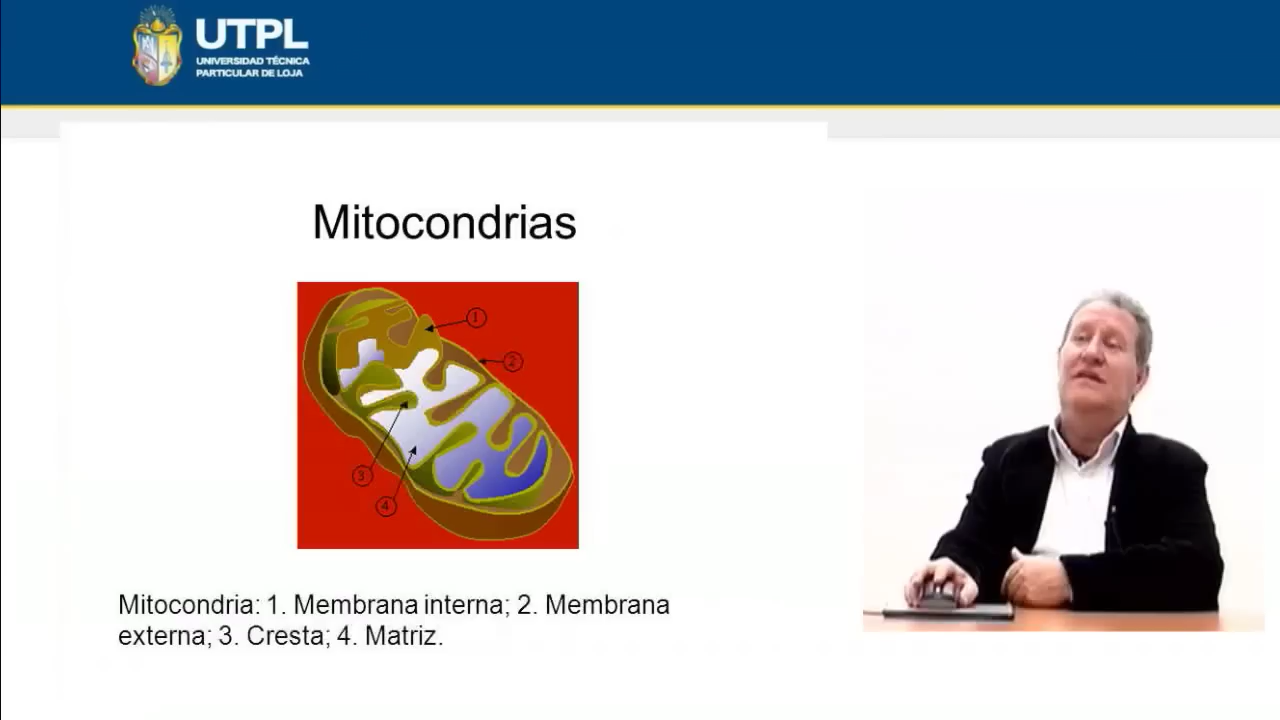 UTPL
UNIVERSIDAD TÉCNICA
PARTICULAR DE LOJA
Mitocondrias
1
2
3
4
Mitocondria: 1. Membrana interna; 2. Membrana
externa; 3. Cresta; 4. Matriz.